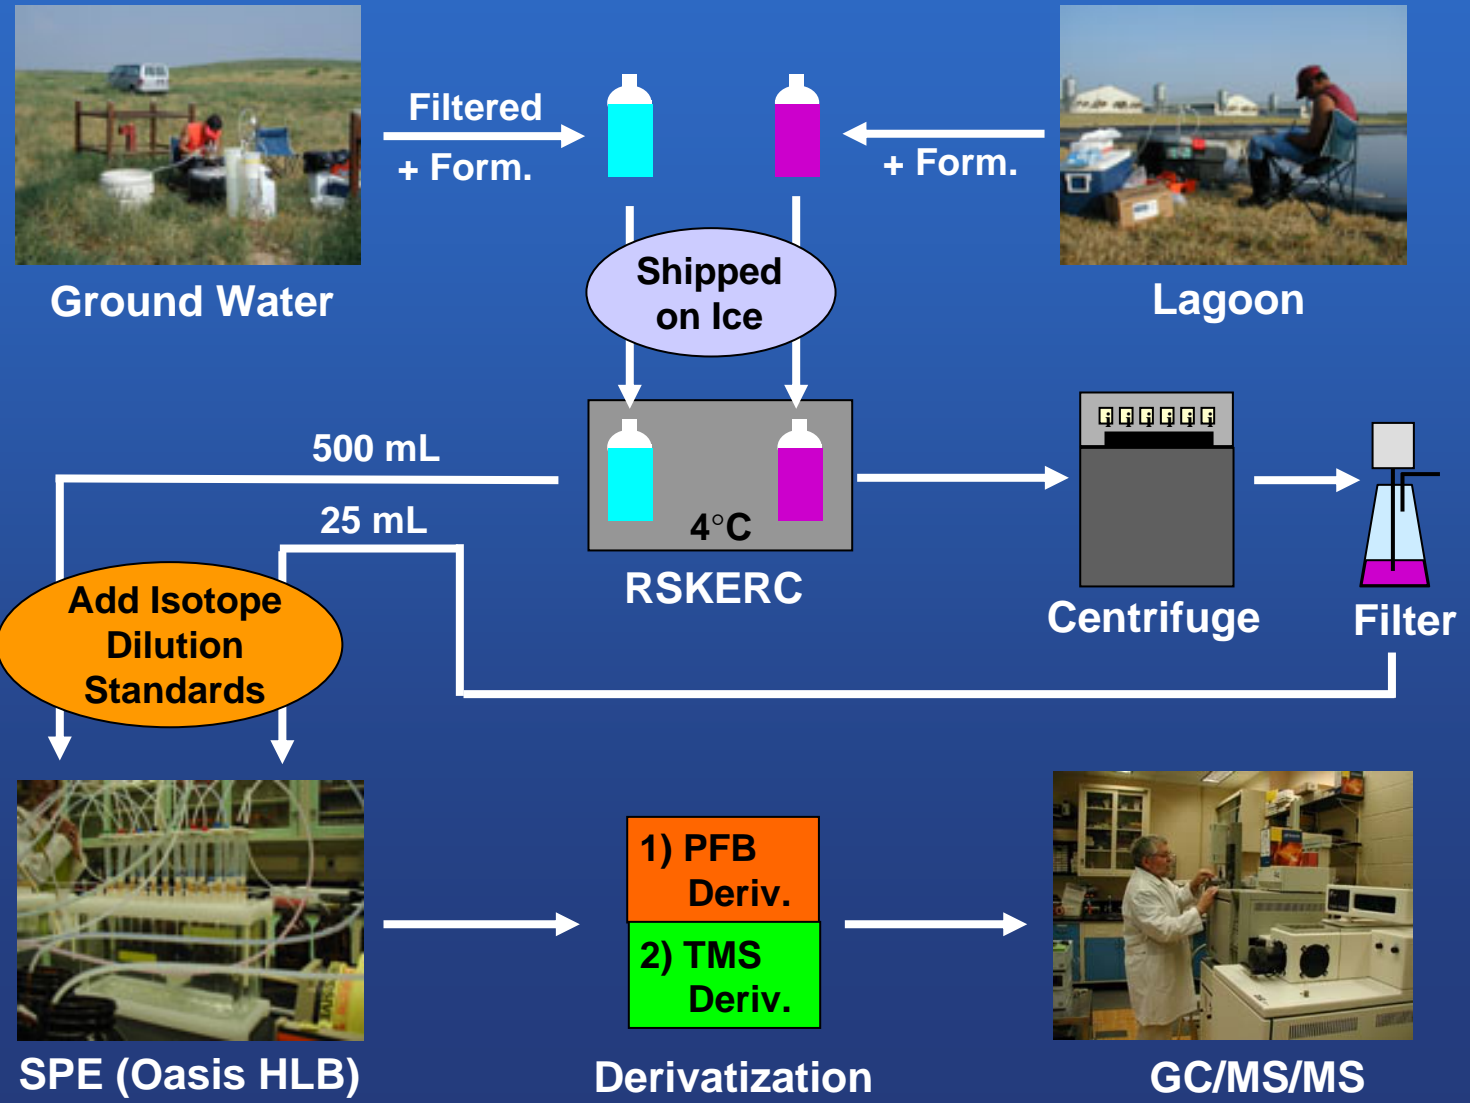 Filtered
+ Form.
+ Form.
Ground Water
Shipped
on Ice
Lagoon
500 mL
25 mL
4°C
RSKERC
i i i i i i
Centrifuge
Filter
Add Isotope
Dilution
Standards
1) PFB
Deriv.
2) TMS
Deriv.
SPE (Oasis HLB)
Derivatization
GC/MS/MS